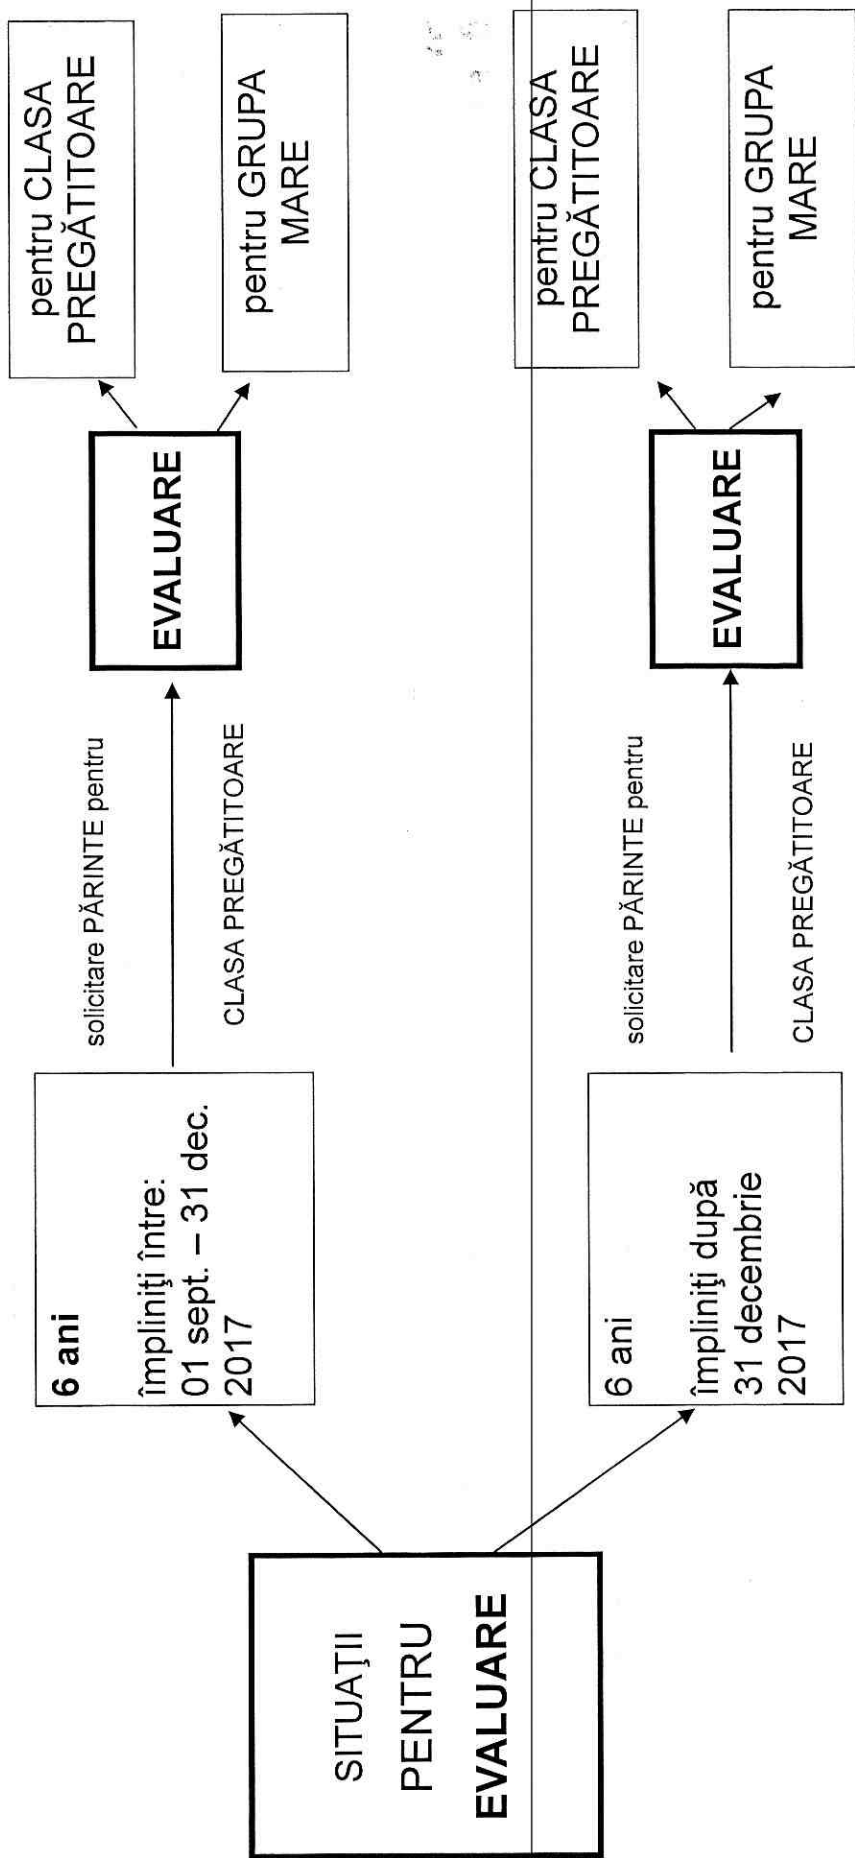 SITUAŢII
PENTRU
EVALUARE
6 ani
împliniţi între:
01 sept. – 31 dec.
2017
solicitare PĂRINTE pentru
CLASA PREGĂTITOARE
EVALUARE
pentru CLASA
PREGĂTITOARE
pentru GRUPA
MARE
6 ani
împliniţi după
31 decembrie
2017
solicitare PĂRINTE pentru
CLASA PREGĂTITOARE
EVALUARE
pentru CLASA
PREGĂTITOARE
pentru GRUPA
MARE